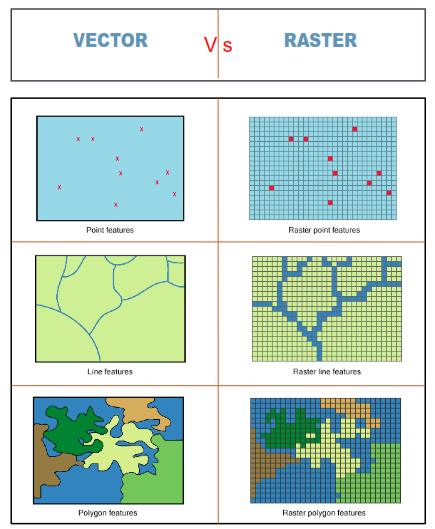 VECTOR Vs RASTER
Point features Raster point features
Line features Raster line features
Polygon features Raster polygon features